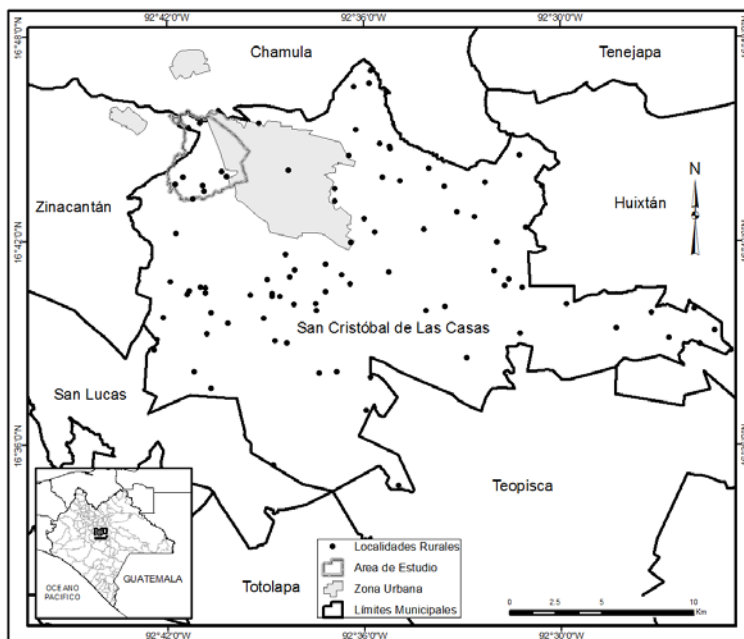 92°42'0"W 92°36'0"W 92°30'0"W
16°48'0"N
Chamula
Tenejapa
Zinacantán
Huixtán
N
16°42'0"N
San Cristóbal de Las Casas
San Lucas
16°36'0"N
Teopisca
GUATEMALA
OCEANO
PACIFICO
Totolapa
Localidades Rurales
Area de Estudio
Zona Urbana
Límites Municipales
0 2.5 5 10
Km
92°42'0"W 92°36'0"W 92°30'0"W